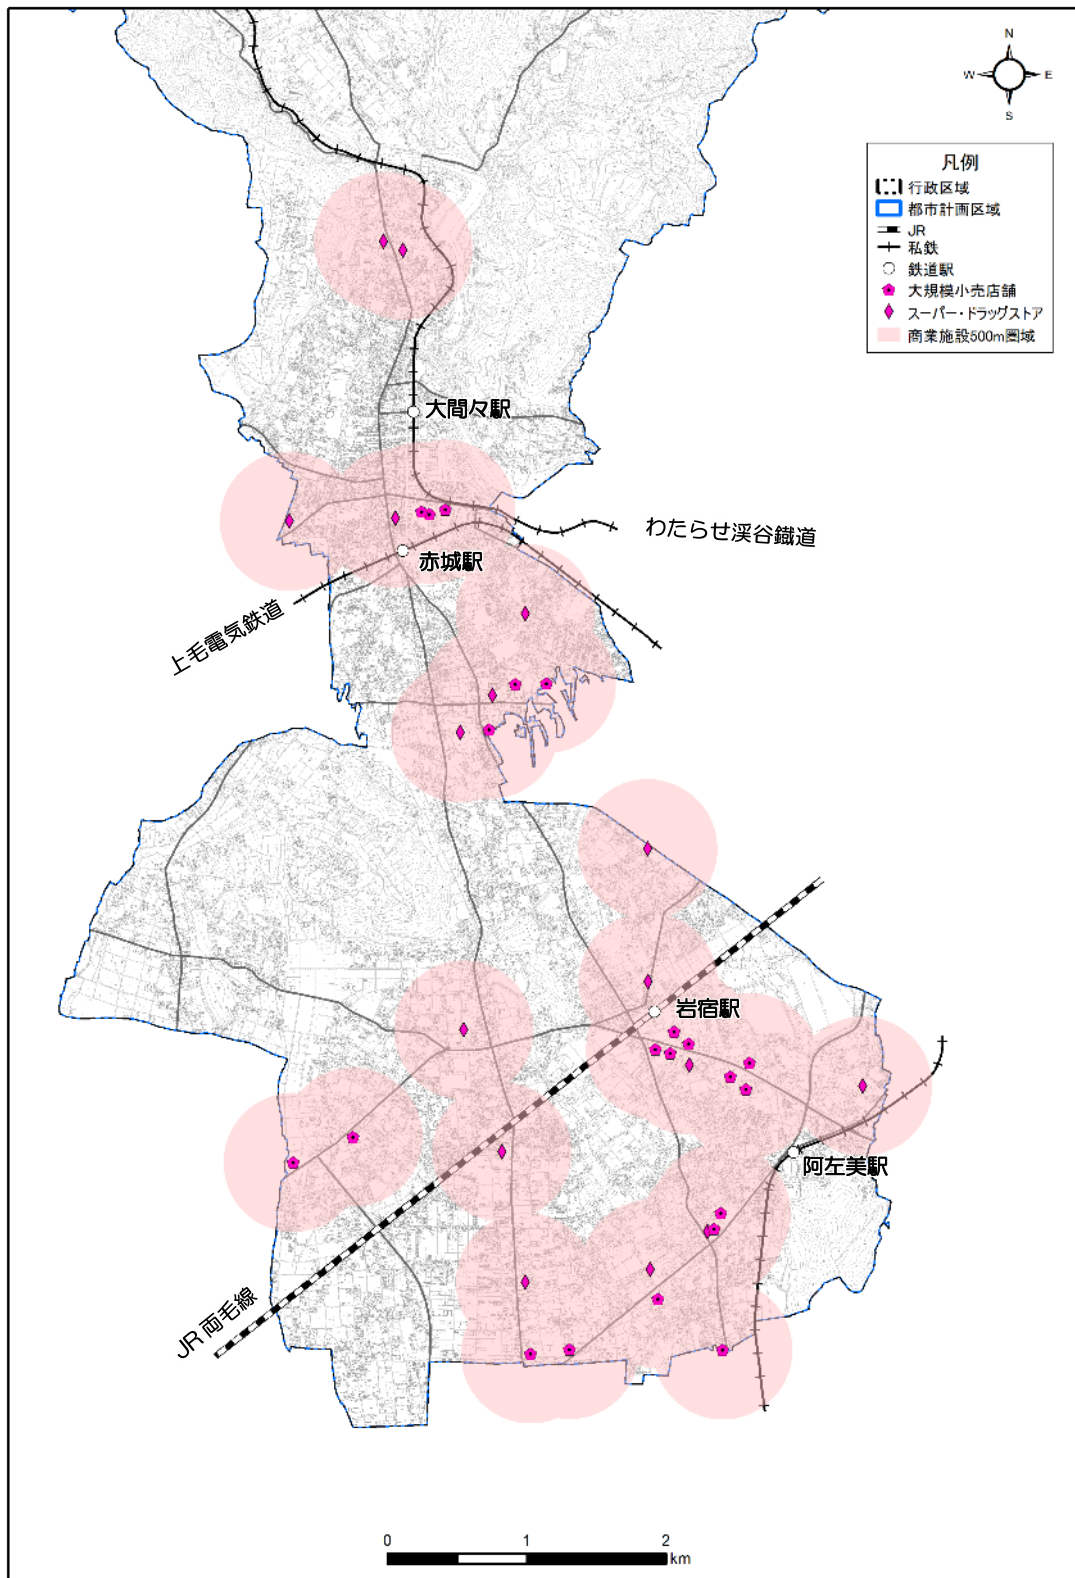 N
W
E
S
凡例
行政区域
都市計画区域
JR
私鉄
鉄道駅
大規模小売店舗
スーパー・ドラッグストア
商業施設500m圏域
大間々駅
わたらせ渓谷鐵道
赤城駅
上毛電気鉄道
岩宿駅
阿左美駅
JR両毛線
0 1 2
km